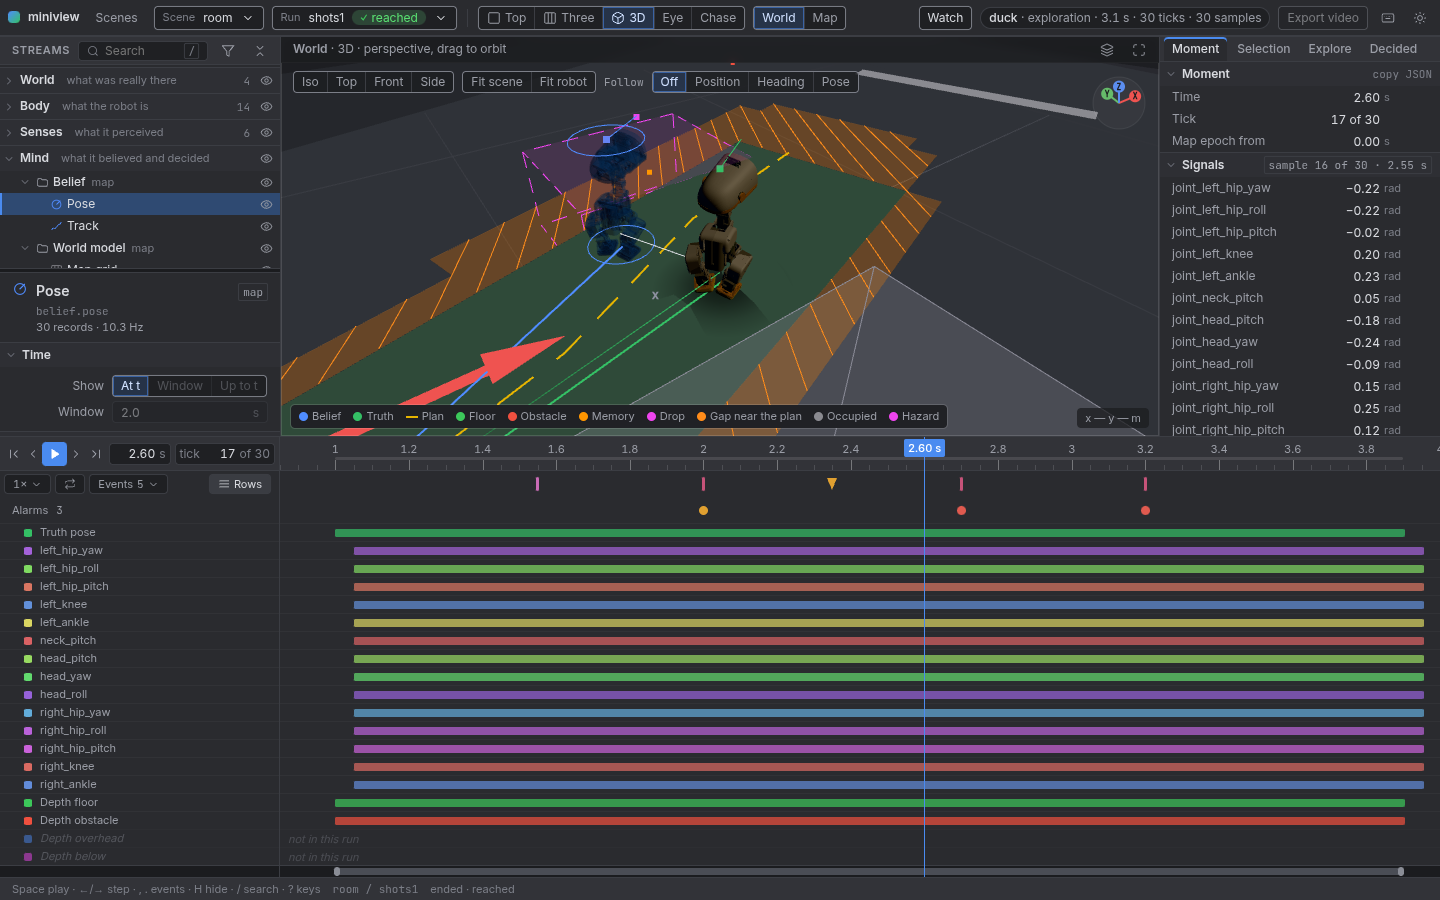 miniview Scenes Scene room Run shots1 ✓ reached Top Three 3D Eye Chase World Map Watch duck · exploration · 3.1 s · 30 ticks · 30 samples Export video
STREAMS Search /
World what was really there 4
Body what the robot is 14
Senses what it perceived 6
Mind what it believed and decided
Belief map
Pose
Track
World model map
Pose map
belief.pose
30 records · 10.3 Hz
Time
Show At t Window Up to t
Window 2.0 s
World · 3D · perspective, drag to orbit
Iso Top Front Side Fit scene Fit robot Follow Off Position Heading Pose
Z
Y
X
x
Belief Truth Plan Floor Obstacle Memory Drop Gap near the plan Occupied Hazard
x — y — m
Moment Selection Explore Decided
Moment copy JSON
Time 2.60 s
Tick 17 of 30
Map epoch from 0.00 s
Signals sample 16 of 30 · 2.55 s
joint_left_hip_yaw −0.22 rad
joint_left_hip_roll −0.22 rad
joint_left_hip_pitch −0.02 rad
joint_left_knee 0.20 rad
joint_left_ankle 0.23 rad
joint_neck_pitch 0.05 rad
joint_head_pitch −0.18 rad
joint_head_yaw −0.24 rad
joint_head_roll −0.09 rad
joint_right_hip_yaw 0.15 rad
joint_right_hip_roll 0.25 rad
joint_right_hip_pitch 0.12 rad
2.60 s tick 17 of 30 1 1.2 1.4 1.6 1.8 2 2.2 2.4 2.60 s 2.8 3 3.2 3.4 3.6 3.8
1× Events 5 Rows
Alarms 3
Truth pose
left_hip_yaw
left_hip_roll
left_hip_pitch
left_knee
left_ankle
neck_pitch
head_pitch
head_yaw
head_roll
right_hip_yaw
right_hip_roll
right_hip_pitch
right_knee
right_ankle
Depth floor
Depth obstacle
Depth overhead not in this run
Depth below not in this run
Space play · ←/→ step · , . events · H hide · / search · ? keys room / shots1 ended · reached